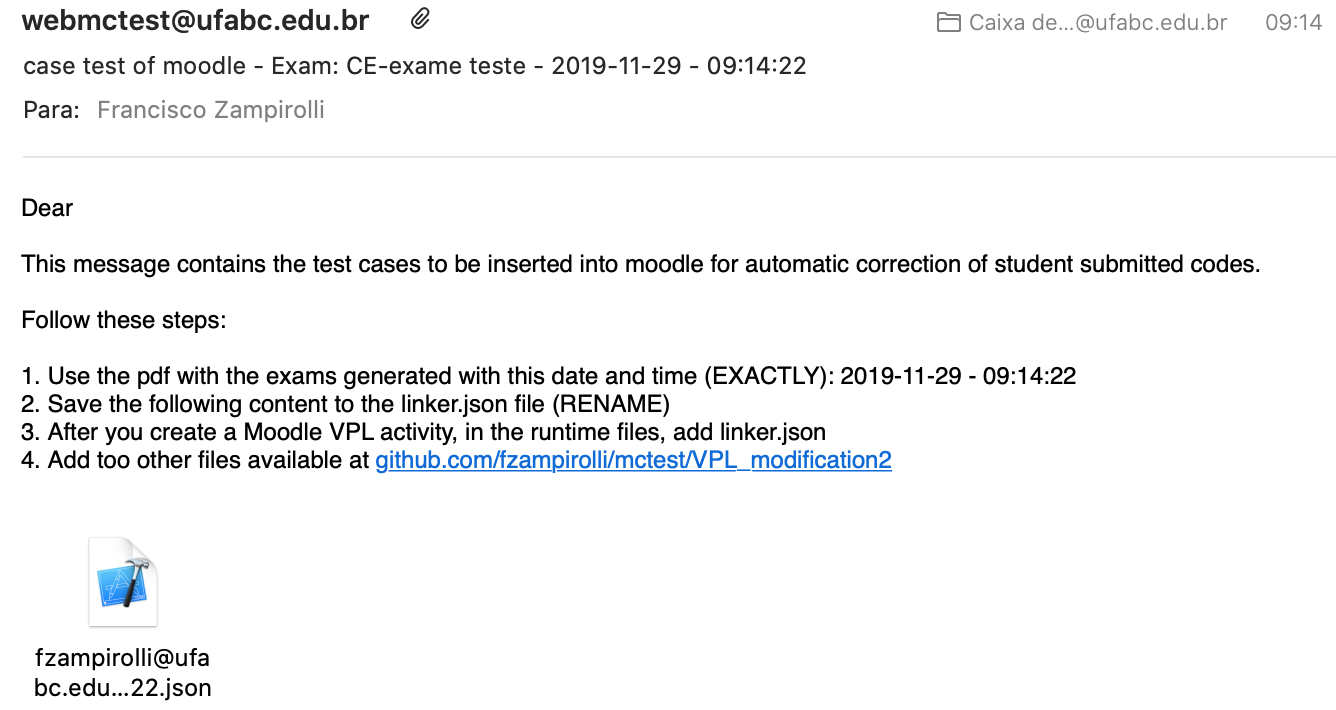 webmctest@ufabc.edu.br
Caixa de...@ufabc.edu.br 09:14
case test of moodle - Exam: CE-exame teste - 2019-11-29 - 09:14:22
Para: Francisco Zampirolli
Dear
This message contains the test cases to be inserted into moodle for automatic correction of student submitted codes.
Follow these steps:
1. Use the pdf with the exams generated with this date and time (EXACTLY): 2019-11-29 - 09:14:22
2. Save the following content to the linker.json file (RENAME)
3. After you create a Moodle VPL activity, in the runtime files, add linker.json
4. Add too other files available at github.com/fzampirolli/mctest/VPL_modification2
fzampirolli@ufa
bc.edu...22.json